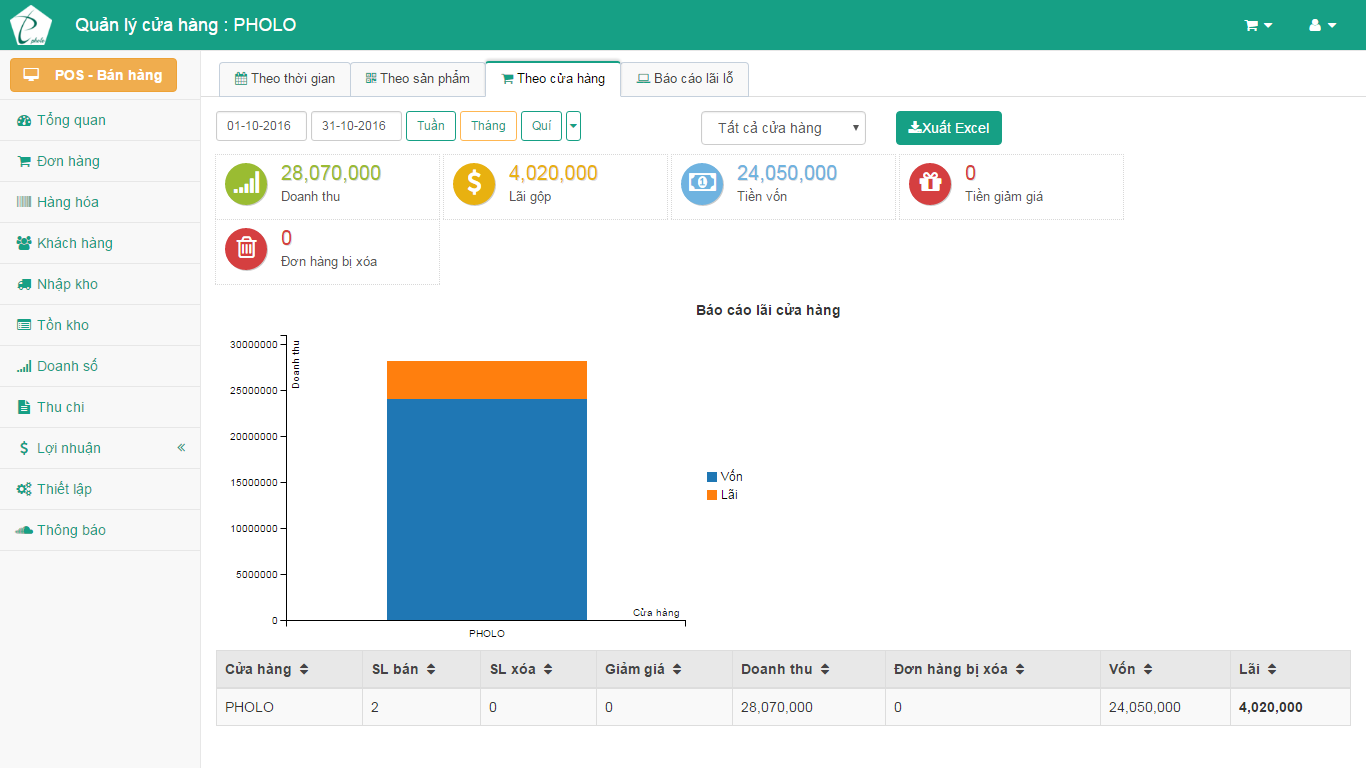 pholo
Quản lý cửa hàng : PHOLO
POS - Bán hàng
Tổng quan
Đơn hàng
Hàng hóa
Khách hàng
Nhập kho
Tồn kho
Doanh số
Thu chi
Lợi nhuận
Thiết lập
Thông báo
Theo thời gian
Theo sản phẩm
Theo cửa hàng
Báo cáo lãi lỗ
01-10-2016
31-10-2016
Tuần
Tháng
Quí
Tất cả cửa hàng
Xuất Excel
28,070,000
Doanh thu
4,020,000
Lãi gộp
24,050,000
Tiền vốn
0
Tiền giảm giá
0
Đơn hàng bị xóa
Báo cáo lãi cửa hàng
Doanh thu
30000000
25000000
20000000
15000000
10000000
5000000
0
Vốn
Lãi
Cửa hàng
PHOLO
Cửa hàng SL bán SL xóa Giảm giá Doanh thu Đơn hàng bị xóa Vốn Lãi
PHOLO 2 0 0 28,070,000 0 24,050,000 4,020,000